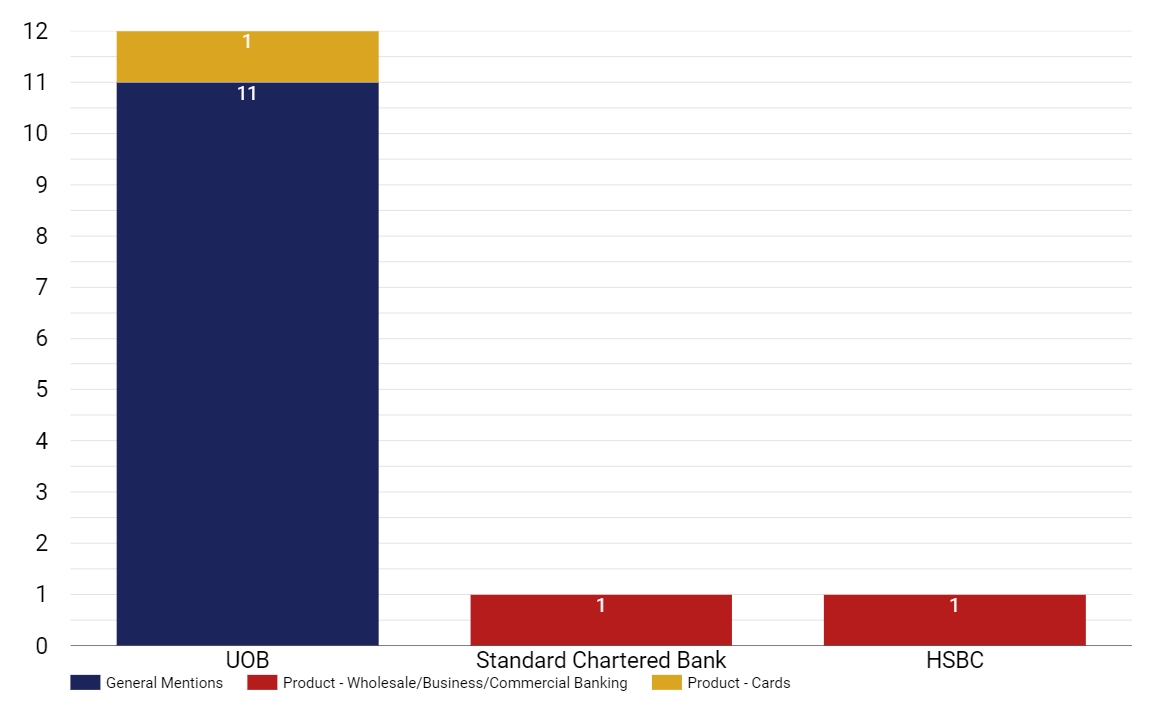 12
1
11
11
10
9
8
7
6
5
4
3
2
1
1
1
0
UOB
Standard Chartered Bank
HSBC
General Mentions
Product - Wholesale/Business/Commercial Banking
Product - Cards